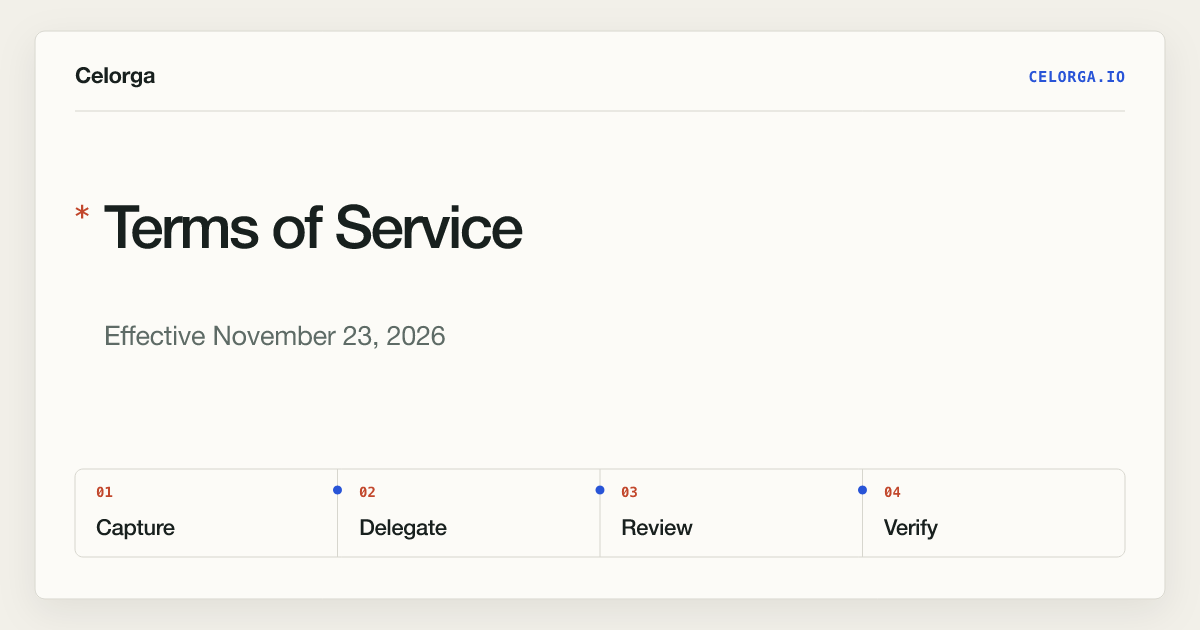 Celorga
CELORGA.IO
* Terms of Service
Effective November 23, 2026
01
Capture
02
Delegate
03
Review
04
Verify